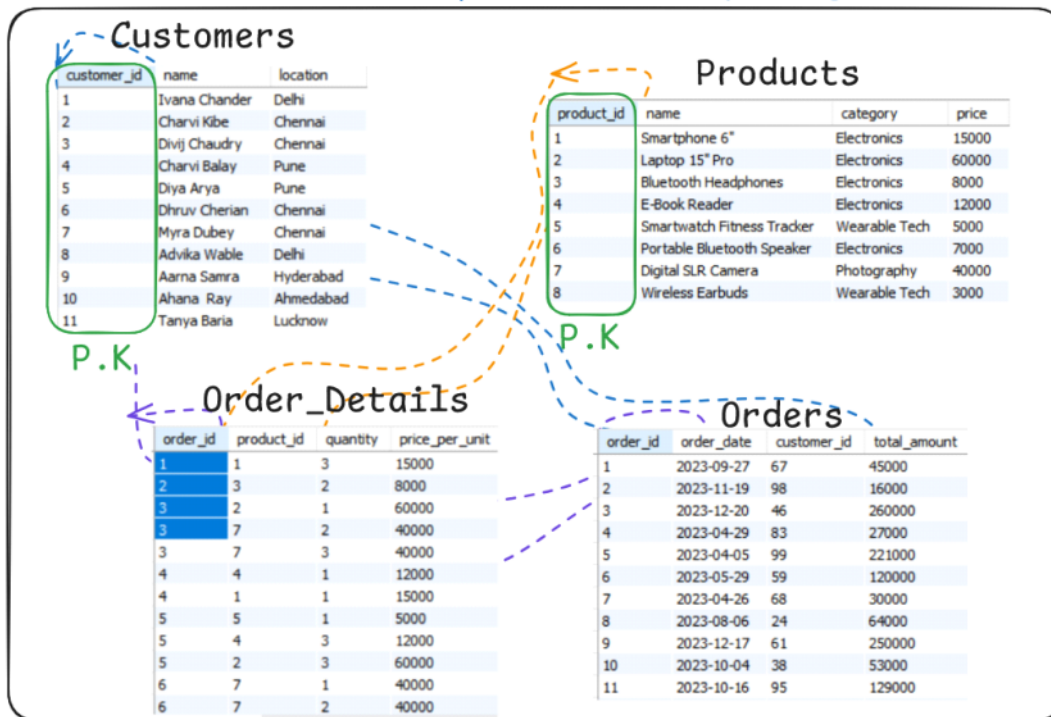 Customers
customer_id name location
1 Ivana Chander Delhi
2 Charvi Kibe Chennai
3 Divij Chaudry Chennai
4 Charvi Balay Pune
5 Diya Arya Pune
6 Dhruv Cherian Chennai
7 Myra Dubey Chennai
8 Advika Wable Delhi
9 Aarna Samra Hyderabad
10 Ahana Ray Ahmedabad
11 Tanya Baria Lucknow
P.K
Products
product_id name category price
1 Smartphone 6" Electronics 15000
2 Laptop 15" Pro Electronics 60000
3 Bluetooth Headphones Electronics 8000
4 E-Book Reader Electronics 12000
5 Smartwatch Fitness Tracker Wearable Tech 5000
6 Portable Bluetooth Speaker Electronics 7000
7 Digital SLR Camera Photography 40000
8 Wireless Earbuds Wearable Tech 3000
P.K
Order_Details
order_id product_id quantity price_per_unit
1 1 3 15000
2 3 2 8000
3 2 1 60000
3 7 2 40000
3 7 3 40000
4 4 1 12000
4 1 1 15000
5 5 1 5000
5 4 3 12000
5 2 3 60000
6 7 1 40000
6 7 2 40000
Orders
order_id order_date customer_id total_amount
1 2023-09-27 67 45000
2 2023-11-19 98 16000
3 2023-12-20 46 260000
4 2023-04-29 83 27000
5 2023-04-05 99 221000
6 2023-05-29 59 120000
7 2023-04-26 68 30000
8 2023-08-06 24 64000
9 2023-12-17 61 250000
10 2023-10-04 38 53000
11 2023-10-16 95 129000